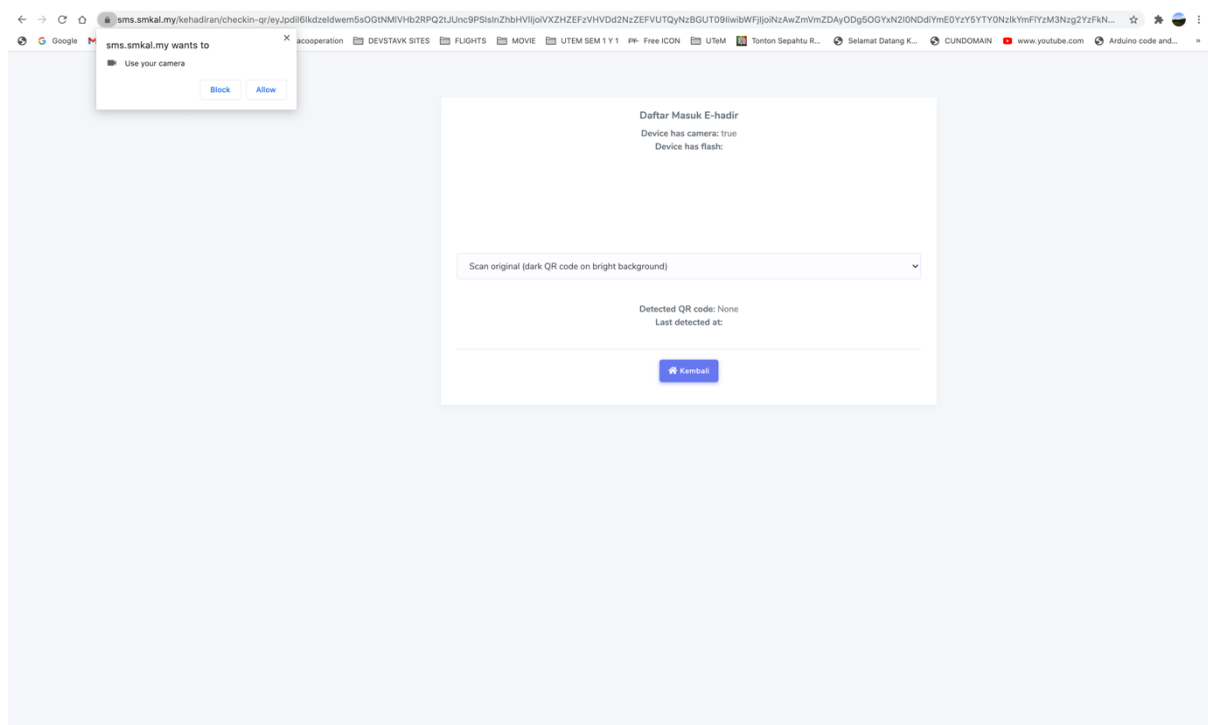 sms.smkal.my/kehadiran/checkin-qr/
Google
acooperation DEVSTAVK SITES FLIGHTS MOVIE UTEM SEM 1 Y 1 Free ICON UTeM Tonton Sepahtu R... Selamat Datang K... CUNDOMAIN www.youtube.com Arduino code and... »
sms.smkal.my wants to
Use your camera
Block Allow
Daftar Masuk E-hadir
Device has camera: true
Device has flash:
Scan original (dark QR code on bright background)
Detected QR code: None
Last detected at:
Kembali